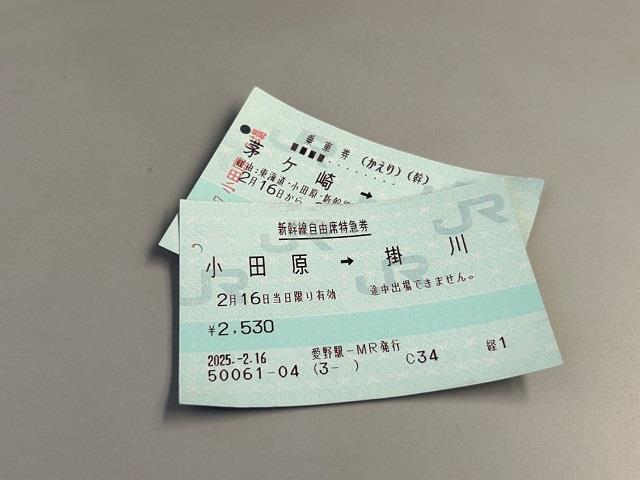 乗車券 (かえり)(幹)
茅ヶ崎 →
経由:東海道・小田原・新幹線
2月16日から
小田
JR
新幹線自由席特急券
小田原 → 掛川
2月16日当日限り有効 途中出場できません。
¥2,530
2025.-2.16 愛野駅-MR発行
50061-04 (3- ) C34 経1